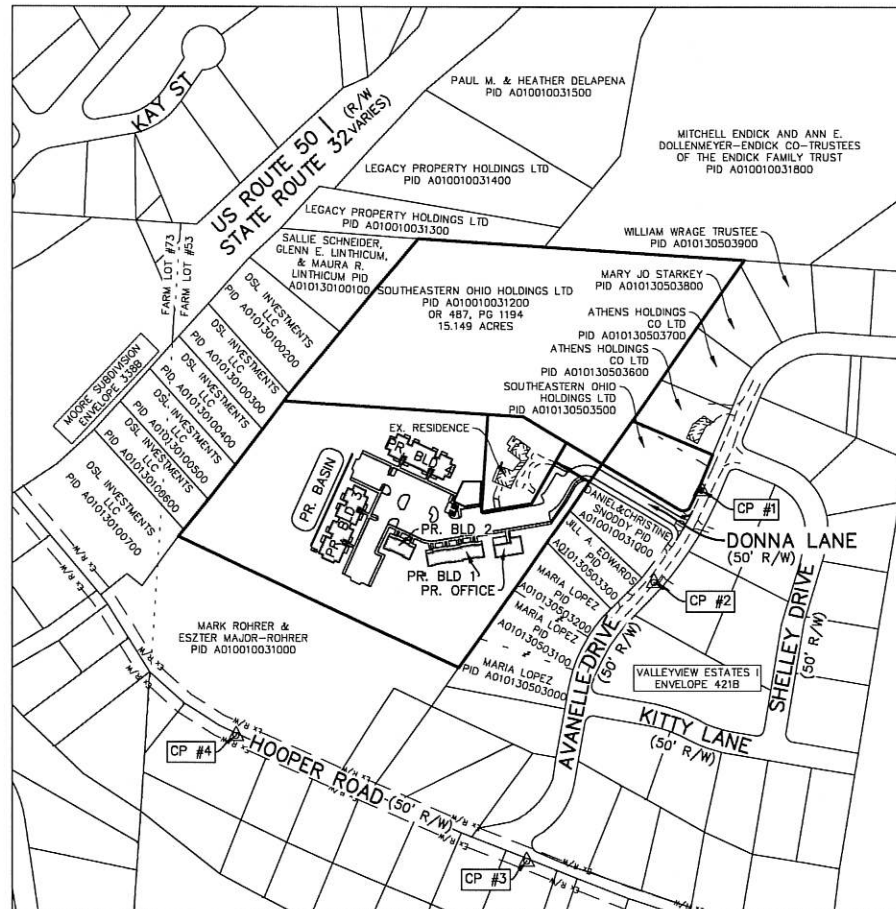 KAY ST
US ROUTE 50
STATE ROUTE 32
(R/W
VARIES)
PAUL M. & HEATHER DELAPENA
PID A010010031500
MITCHELL ENDICK AND ANN E.
DOLLENMEYER-ENDICK CO-TRUSTEES
OF THE ENDICK FAMILY TRUST
PID A010010031800
LEGACY PROPERTY HOLDINGS LTD
PID A010010031400
LEGACY PROPERTY HOLDINGS LTD
PID A010010031300
SALLIE SCHNEIDER,
GLENN E. LINTHICUM,
& MAURA R.
LINTHICUM PID
A010130100100
SOUTHEASTERN OHIO HOLDINGS LTD
PID A010010031200
OR 487, PG 1194
15.149 ACRES
WILLIAM WRAGE TRUSTEE
PID A010130503900
MARY JO STARKEY
PID A010130503800
ATHENS HOLDINGS
CO LTD
PID A010130503700
ATHENS HOLDINGS
CO LTD
PID A010130503600
SOUTHEASTERN OHIO
HOLDINGS LTD
PID A010130503500
FARM LOT #73
FARM LOT #53
MOORE SUBDIVISION
ENVELOPE 338B
DSL INVESTMENTS
LLC
PID A010130100200
DSL INVESTMENTS
LLC
PID A010130100300
DSL INVESTMENTS
LLC
PID A010130100400
DSL INVESTMENTS
LLC
PID A010130100500
DSL INVESTMENTS
LLC
PID A010130100600
DSL INVESTMENTS
LLC
PID A010130100700
EX. RESIDENCE
PR. BASIN
PR. BLD 4
PR. BLD 3
PR. BLD 2
PR. BLD 1
PR. OFFICE
DANIEL&CHRISTINE
SNODDY PID
A010010031Q00
JILL A. EDWARDS
PID
A010130503300
MARIA LOPEZ
PID
A010130503200
MARIA LOPEZ
PID
A010130503100
MARIA LOPEZ
PID A010130503000
CP #1
DONNA LANE
(50' R/W)
CP #2
AVANELLE DRIVE
(50' R/W)
SHELLEY DRIVE
(50' R/W)
VALLEYVIEW ESTATES I
ENVELOPE 421B
KITTY LANE
(50' R/W)
MARK ROHRER &
ESZTER MAJOR-ROHRER
PID A010010031000
CP #4
HOOPER ROAD (50' R/W)
CP #3
Ex R/W
Ex R/W
Ex R/W
Ex R/W
Ex R/W
Ex R/W